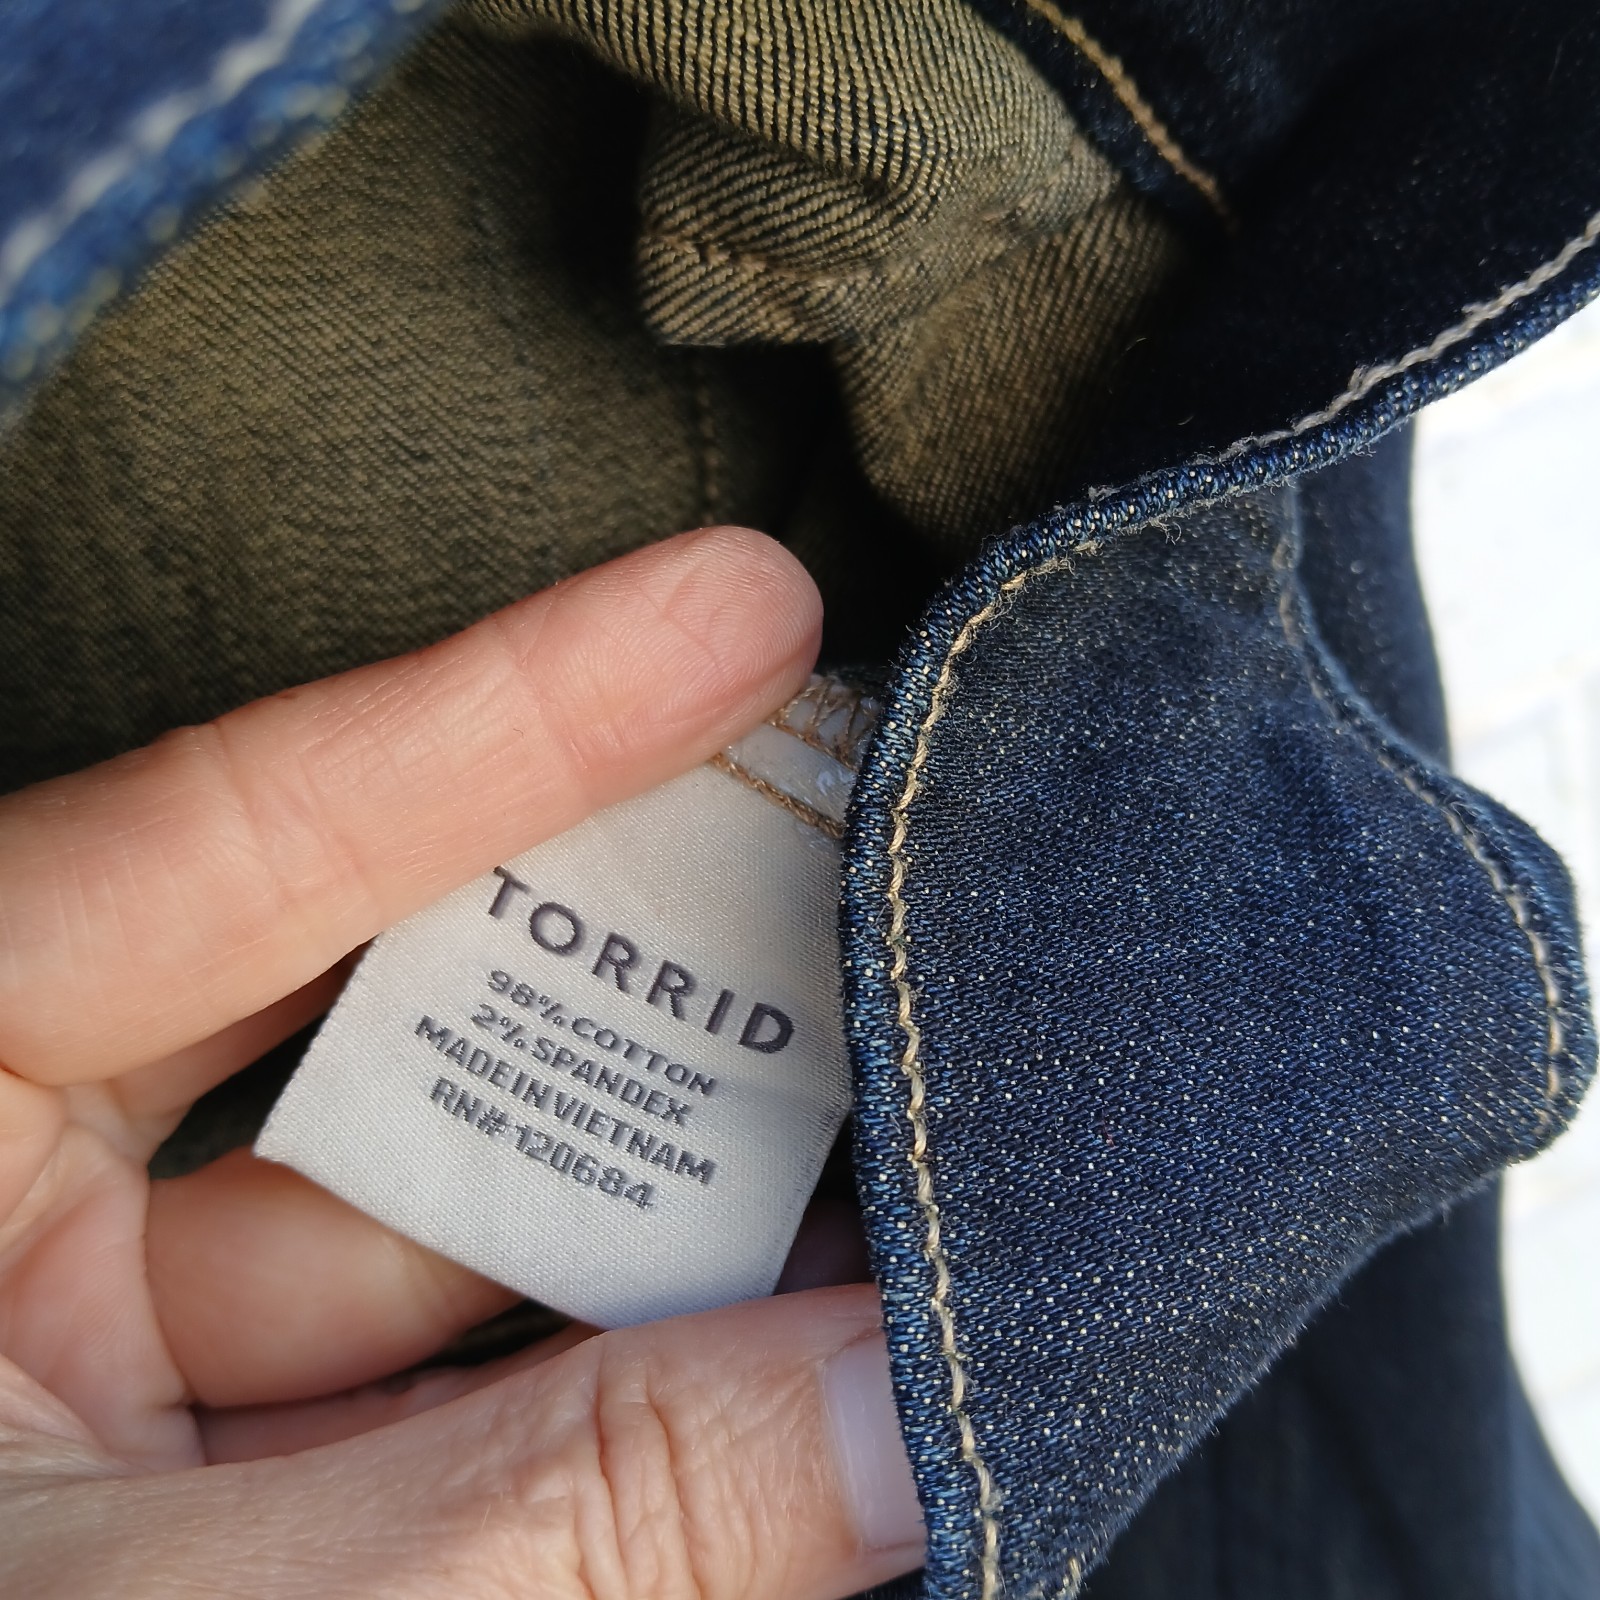 TORRID
98% COTTON
2% SPANDEX
MADE IN VIETNAM
RN# 120684